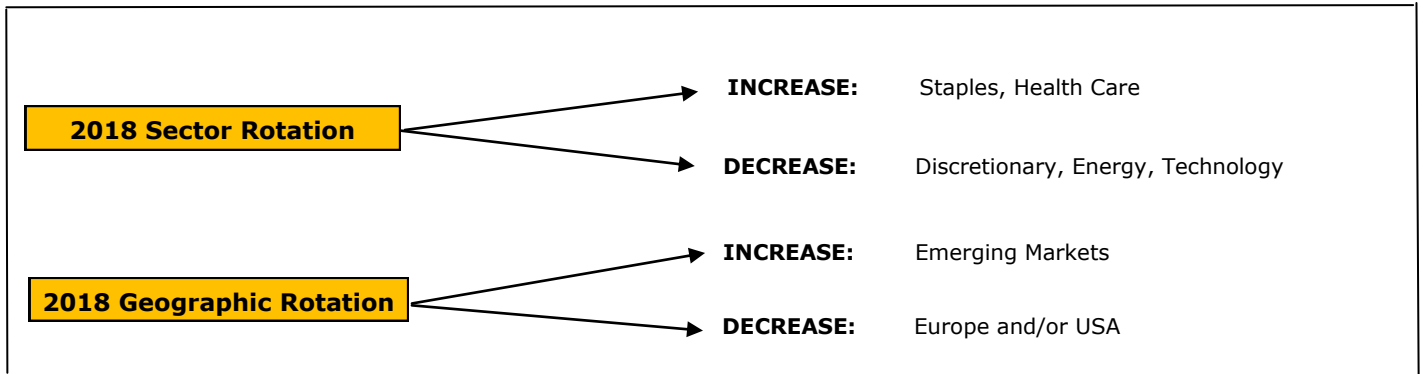 INCREASE: Staples, Health Care
2018 Sector Rotation
DECREASE: Discretionary, Energy, Technology
INCREASE: Emerging Markets
2018 Geographic Rotation
DECREASE: Europe and/or USA